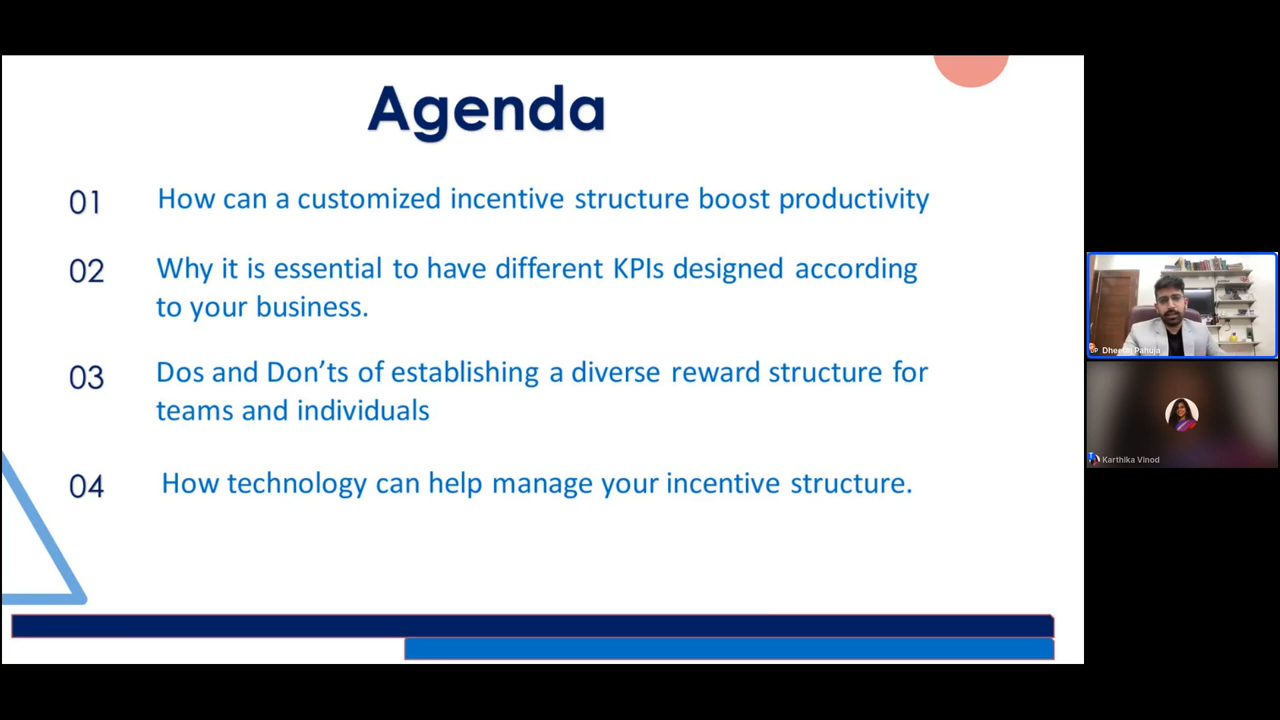 Agenda
01 How can a customized incentive structure boost productivity
02 Why it is essential to have different KPIs designed according
to your business.
03 Dos and Don’ts of establishing a diverse reward structure for
teams and individuals
04 How technology can help manage your incentive structure.
Pahuja
Karthika Vinod